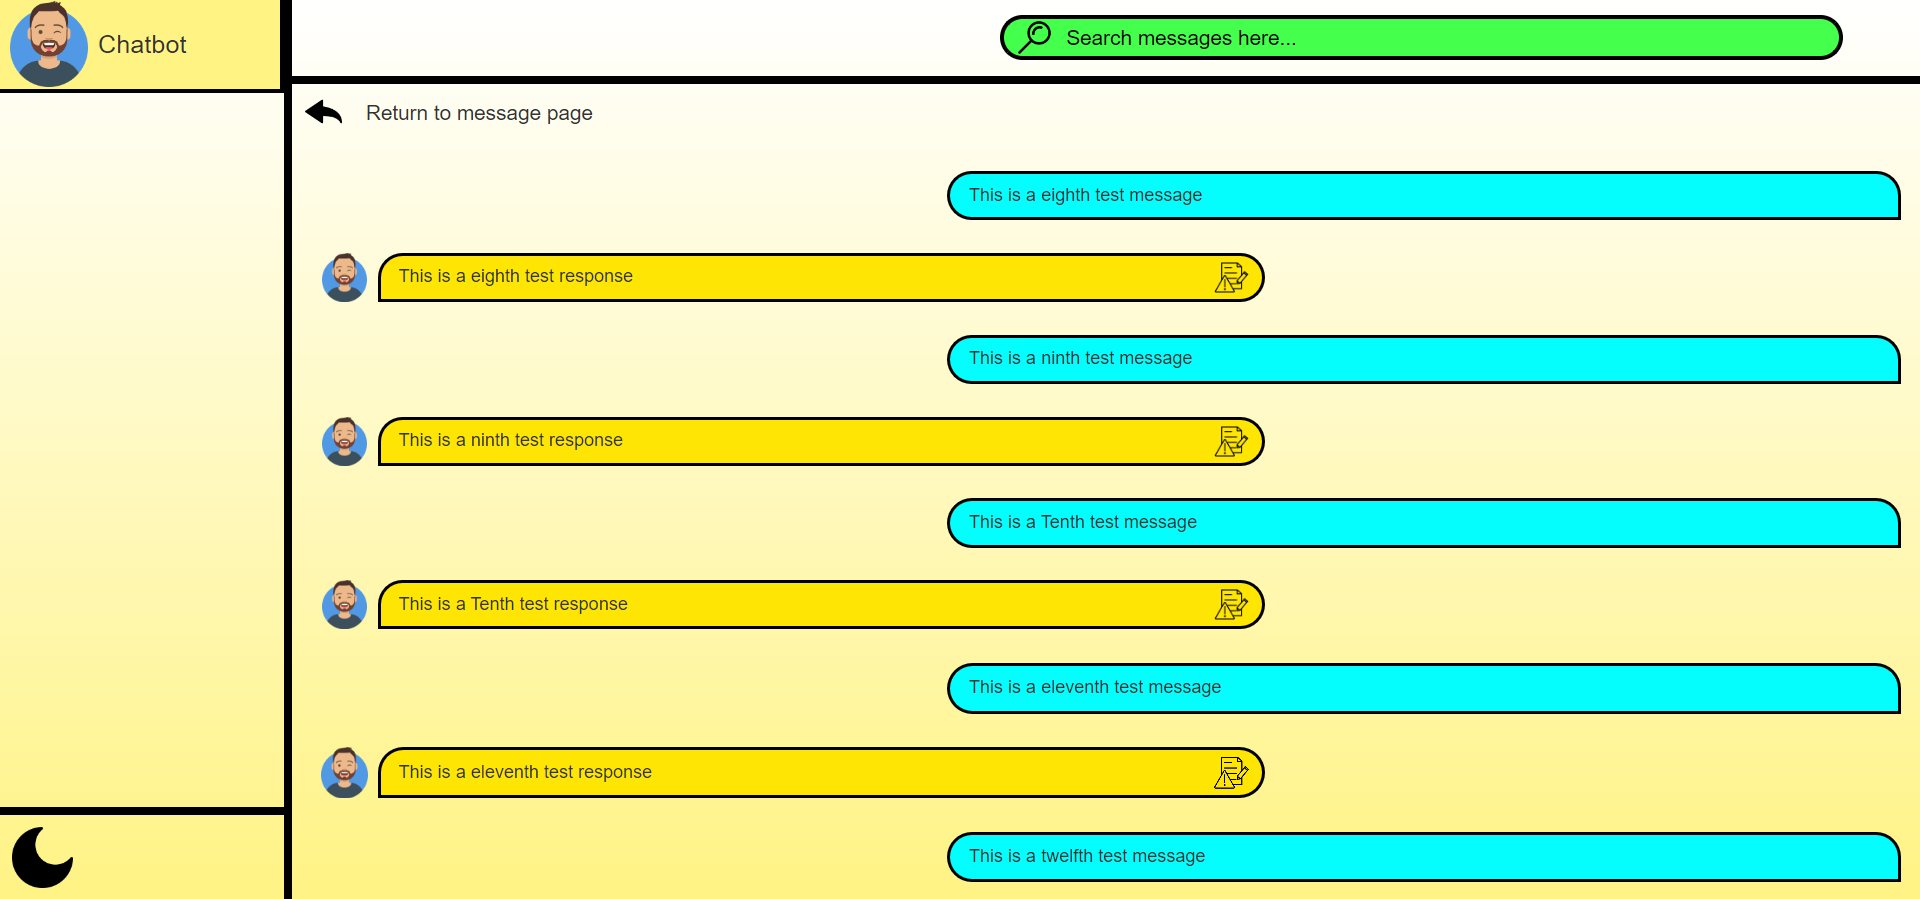 Chatbot
Search messages here...
Return to message page
This is a eighth test message
This is a eighth test response
This is a ninth test message
This is a ninth test response
This is a Tenth test message
This is a Tenth test response
This is a eleventh test message
This is a eleventh test response
This is a twelfth test message